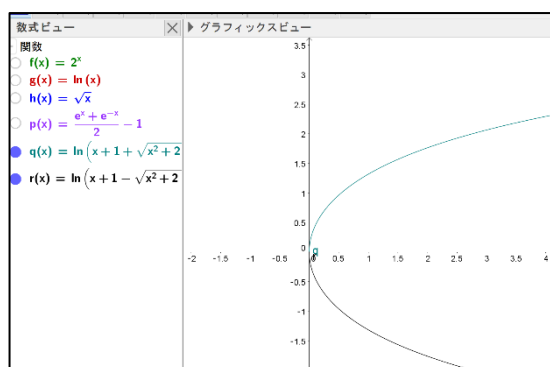 数式ビュー
グラフィックスビュー
関数
f(x) = 2^x
g(x) = ln (x)
h(x) = √x
p(x) = (e^x + e^{-x})/2 − 1
q(x) = ln (x + 1 + √x² + 2
r(x) = ln (x + 1 − √x² + 2
3.5
3
2.5
2
1.5
1
0.5
0
-0.5
-1
-1.5
-2
-1.5
-1
-0.5
0
0.5
1
1.5
2
2.5
3
3.5
4
q